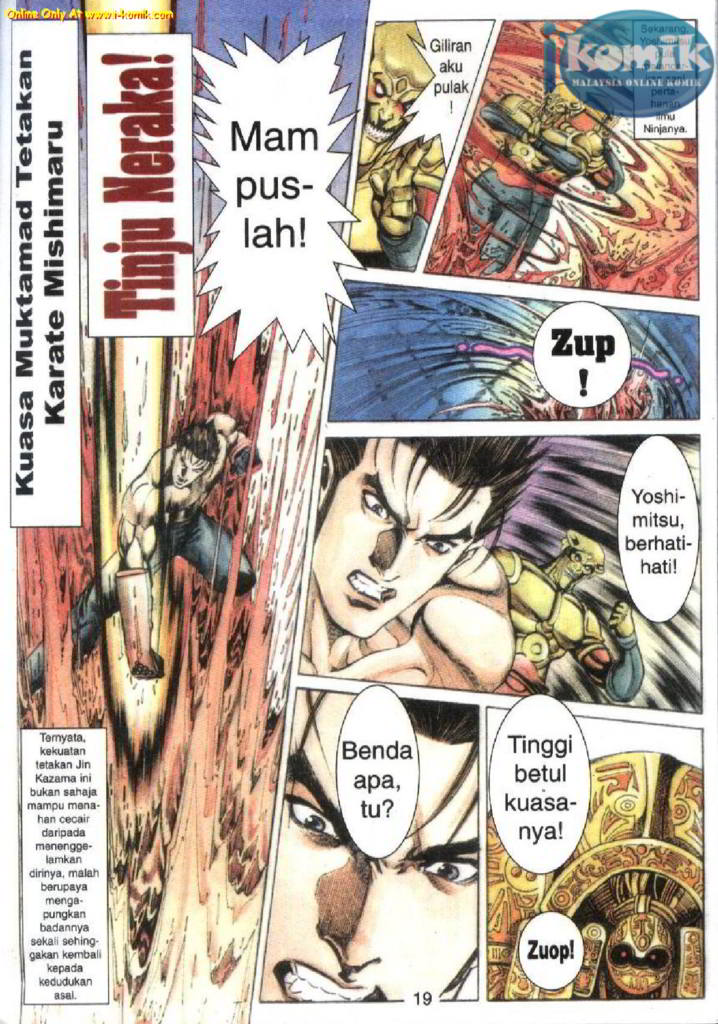 Online Only At www.i-komik.com
Kuasa Muktamad Tetakan
Karate Mishimaru
Tinju Neraka!
Mam
pus-
lah!
Giliran
aku
pulak
!
Sekarang,
Yoshimitsu
ilmu
Ninjanya.
i komik
MALAYSIA ONLINE KOMIK
Zup
!
Yoshi-
mitsu,
berhati-
hati!
Benda
apa,
tu?
Tinggi
betul
kuasa-
nya!
Zuop!
Ternyata,
kekuatan
tetakan Jin
Kazama ini
bukan sahaja
mampu mena-
han cecair
daripada
menengge-
lamkan
dirinya, malah
berupaya
menga-
pungkan
badannya
sekali sehing-
gakan kembali
kepada
kedudukan
asal.
19